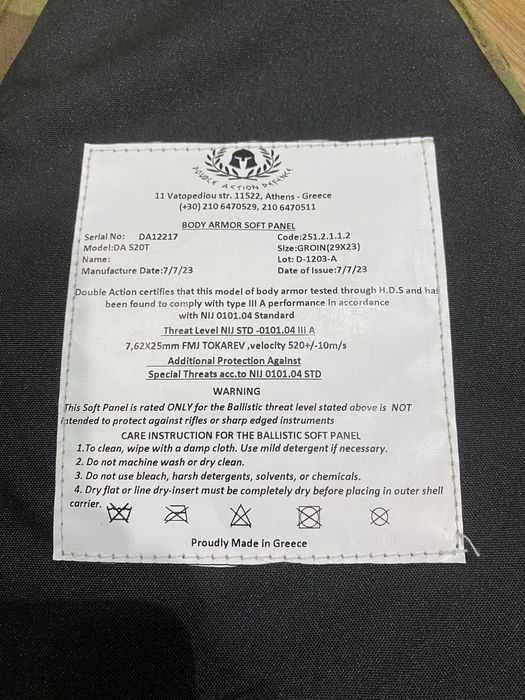 DOUBLE ACTION DEFENCE
11 Vatopediou str. 11522, Athens - Greece
(+30) 210 6470529, 210 6470511
BODY ARMOR SOFT PANEL
Serial No: DA12217 Code:251.2.1.1.2
Model:DA 520T Size:GROIN(29X23)
Name: Lot: D-1203-A
Manufacture Date:7/7/23 Date of Issue:7/7/23
Double Action certifies that this model of body armor tested through H.D.S and has
been found to comply with type III A performance in accordance
with NIJ 0101.04 Standard
Threat Level NIJ STD -0101.04 III A
7,62X25mm FMJ TOKAREV ,velocity 520+/-10m/s
Additional Protection Against
Special Threats acc.to NIJ 0101.04 STD
WARNING
This Soft Panel is rated ONLY for the Ballistic threat level stated above is NOT
intended to protect against rifles or sharp edged instruments
CARE INSTRUCTION FOR THE BALLISTIC SOFT PANEL
1.To clean, wipe with a damp cloth. Use mild detergent if necessary.
2. Do not machine wash or dry clean.
3. Do not use bleach, harsh detergents, solvents, or chemicals.
4. Dry flat or line dry-insert must be completely dry before placing in outer shell
carrier.
Proudly Made in Greece